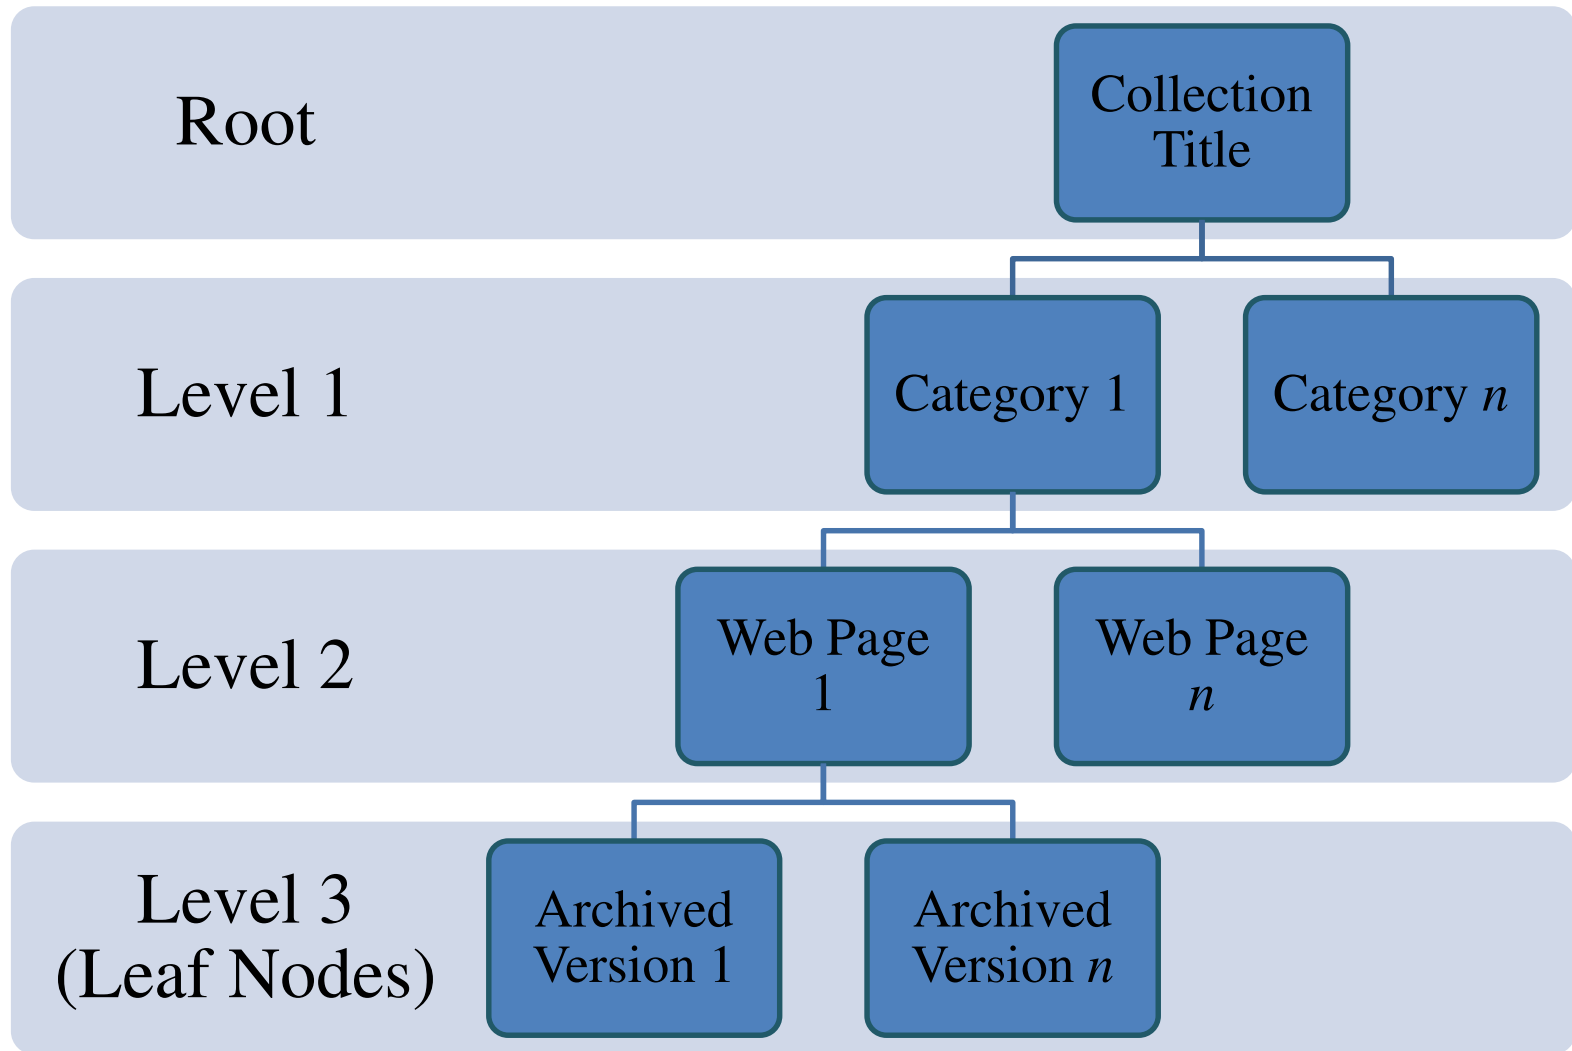 Root
Collection
Title
Level 1
Category 1
Category n
Level 2
Web Page
1
Web Page
n
Level 3
(Leaf Nodes)
Archived
Version 1
Archived
Version n